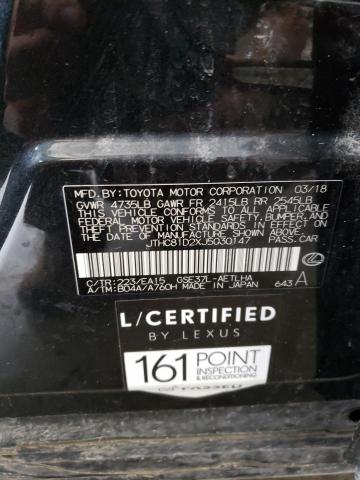 MFD.BY:TOYOTA MOTOR CORPORATION 03/18
GVWR 4735LB GAWR FR 2415LB RR 2545LB
THIS VEHICLE CONFORMS TO ALL APPLICABLE
FEDERAL MOTOR VEHICLE SAFETY, BUMPER, AND
THEFT PREVENTION STANDARDS IN EFFECT ON
THE DATE OF MANUFACTURE SHOWN ABOVE.
JTHC81D2XJ5030147 PASS. CAR
C/TR:223/EA15 GSE37L-AETLHA
A/TM:B04A/A760H MADE IN JAPAN 643 A
L/CERTIFIED
BY LEXUS
161 POINT
INSPECTION
& RECONDITIONING
PASSED